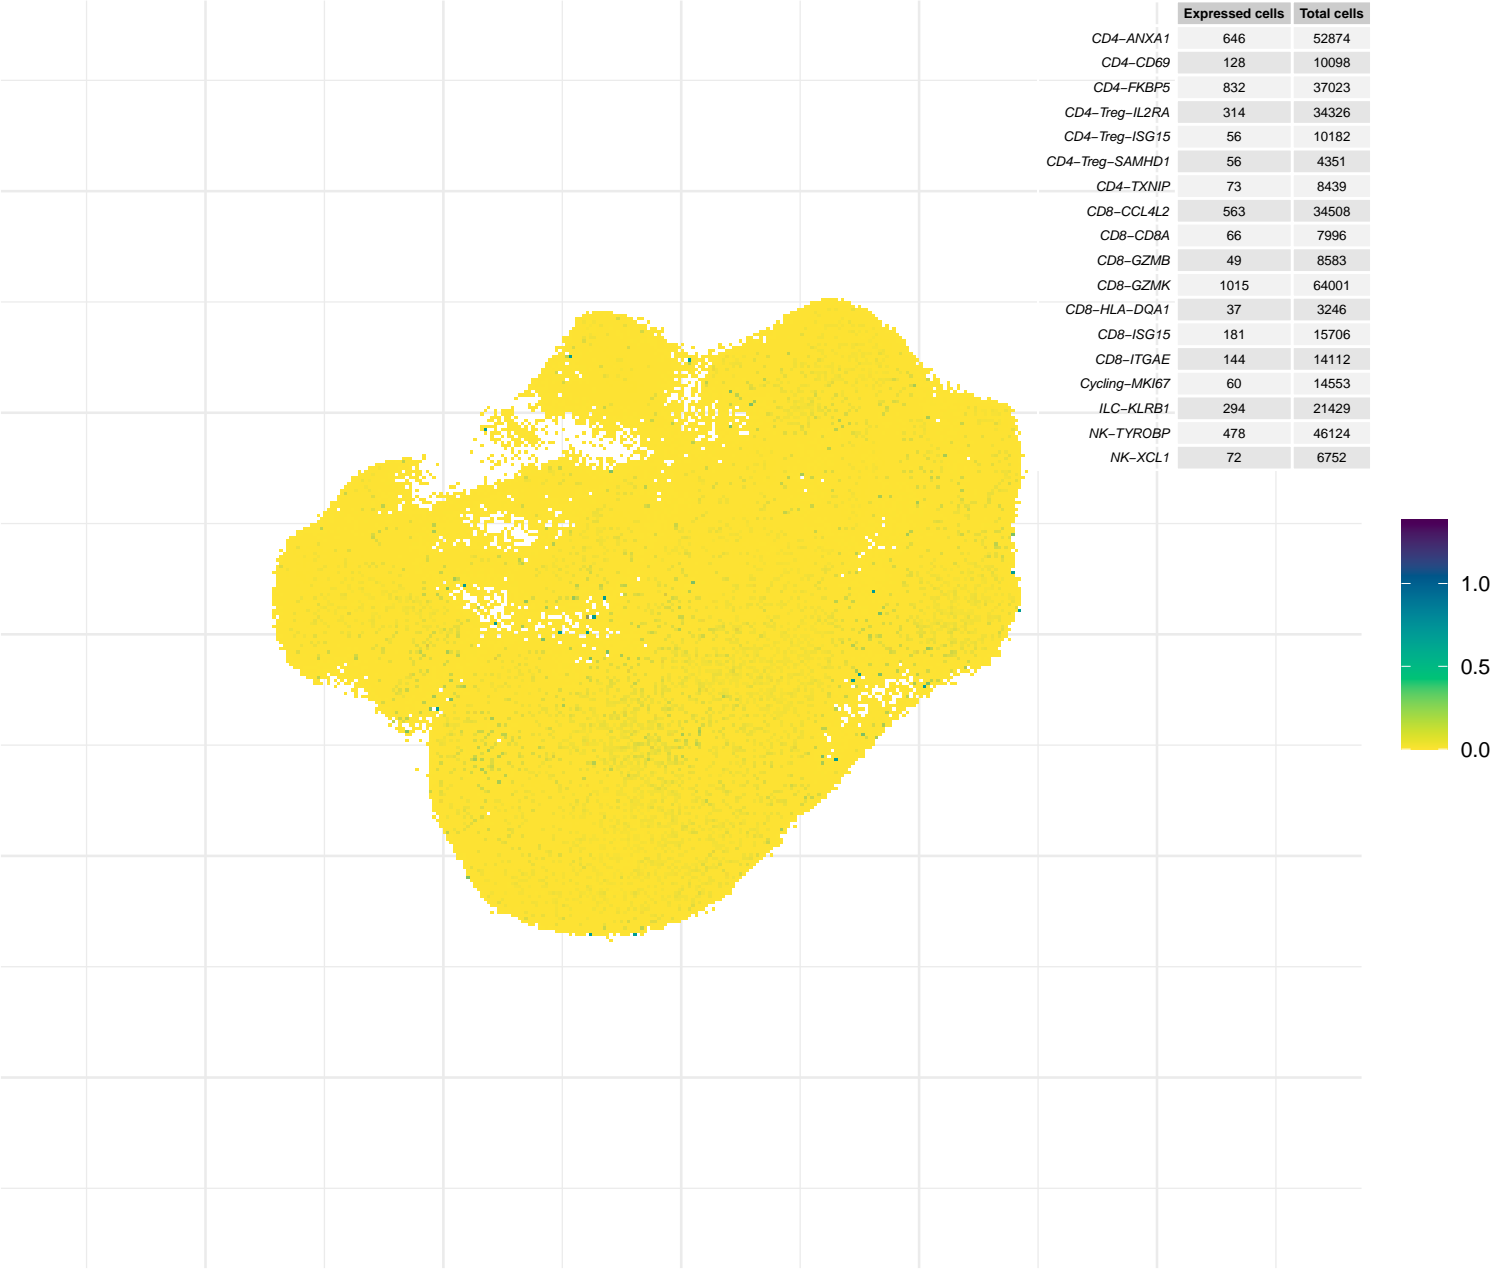 Expressed cells Total cells
CD4−ANXA1 646 52874
CD4−CD69 128 10098
CD4−FKBP5 832 37023
CD4−Treg−IL2RA 314 34326
CD4−Treg−ISG15 56 10182
CD4−Treg−SAMHD1 56 4351
CD4−TXNIP 73 8439
CD8−CCL4L2 563 34508
CD8−CD8A 66 7996
CD8−GZMB 49 8583
CD8−GZMK 1015 64001
CD8−HLA−DQA1 37 3246
CD8−ISG15 181 15706
CD8−ITGAE 144 14112
Cycling−MKI67 60 14553
ILC−KLRB1 294 21429
NK−TYROBP 478 46124
NK−XCL1 72 6752
1.0
0.5
0.0